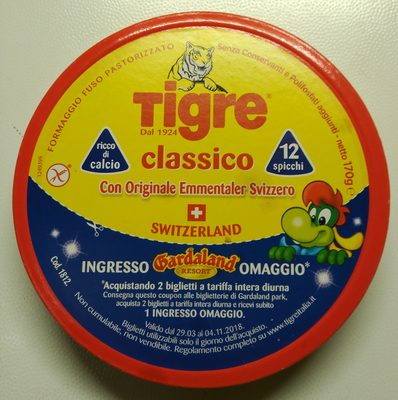 FORMAGGIO FUSO PASTORIZZATO
Senza Conservanti e Polifosfati aggiunti - netto 170g e
Tigre®
Dal 1924
classico
ricco di
calcio
12
spicchi
Con Originale Emmentaler Svizzero
SWITZERLAND
Cod. 1812
INGRESSO Gardaland RESORT OMAGGIO*
*Acquistando 2 biglietti a tariffa intera diurna
Consegna questo coupon alle biglietterie di Gardaland park,
acquista 2 biglietti a tariffa intera diurna e ricevi subito
1 INGRESSO OMAGGIO.
Valido dal 29.03 al 04.11.2018.
Biglietti utilizzabili solo il giorno dell'acquisto.
Non cumulabile, non vendibile. Regolamento completo su www.tigreitalia.it